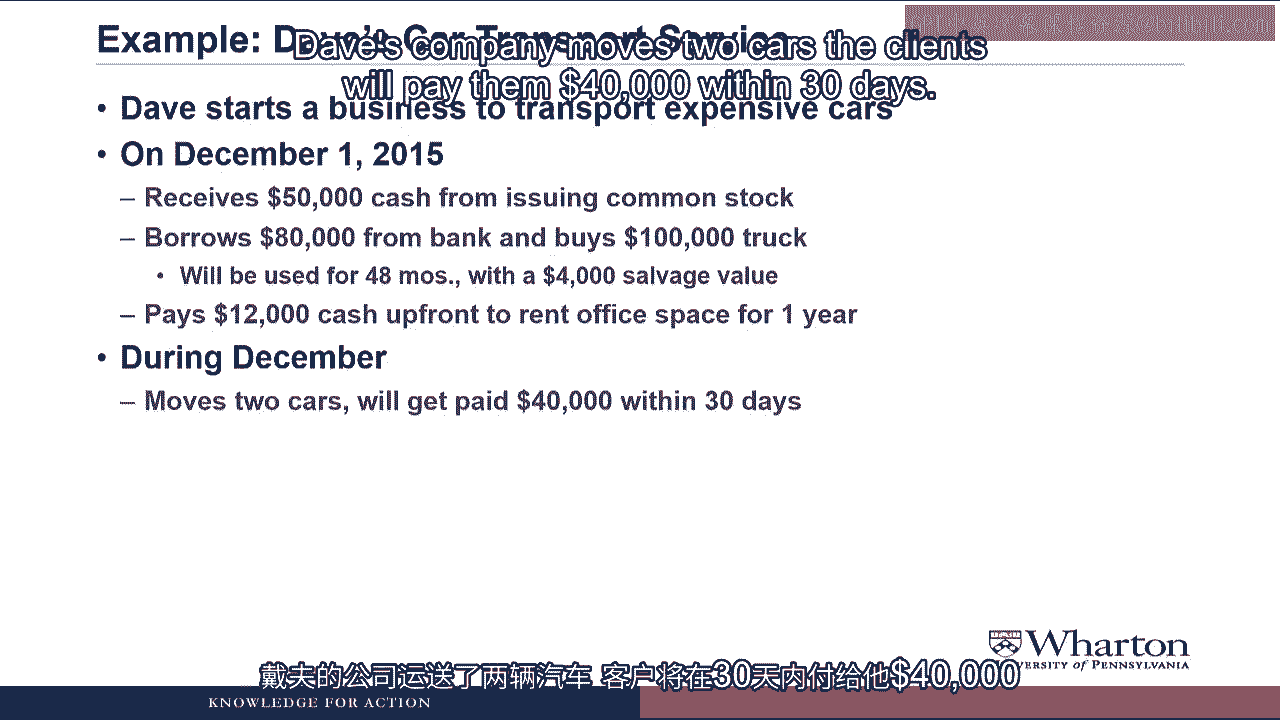 Example: Dave's Car Transport Service
Dave's company moves two cars the clients
will pay them $40,000 within 30 days.
• Dave starts a business to transport expensive cars
• On December 1, 2015
– Receives $50,000 cash from issuing common stock
– Borrows $80,000 from bank and buys $100,000 truck
• Will be used for 48 mos., with a $4,000 salvage value
– Pays $12,000 cash upfront to rent office space for 1 year
• During December
– Moves two cars, will get paid $40,000 within 30 days
Wharton
UNIVERSITY of PENNSYLVANIA
戴夫的公司运送了两辆汽车 客户将在30天内付给他$40,000
KNOWLEDGE FOR ACTION